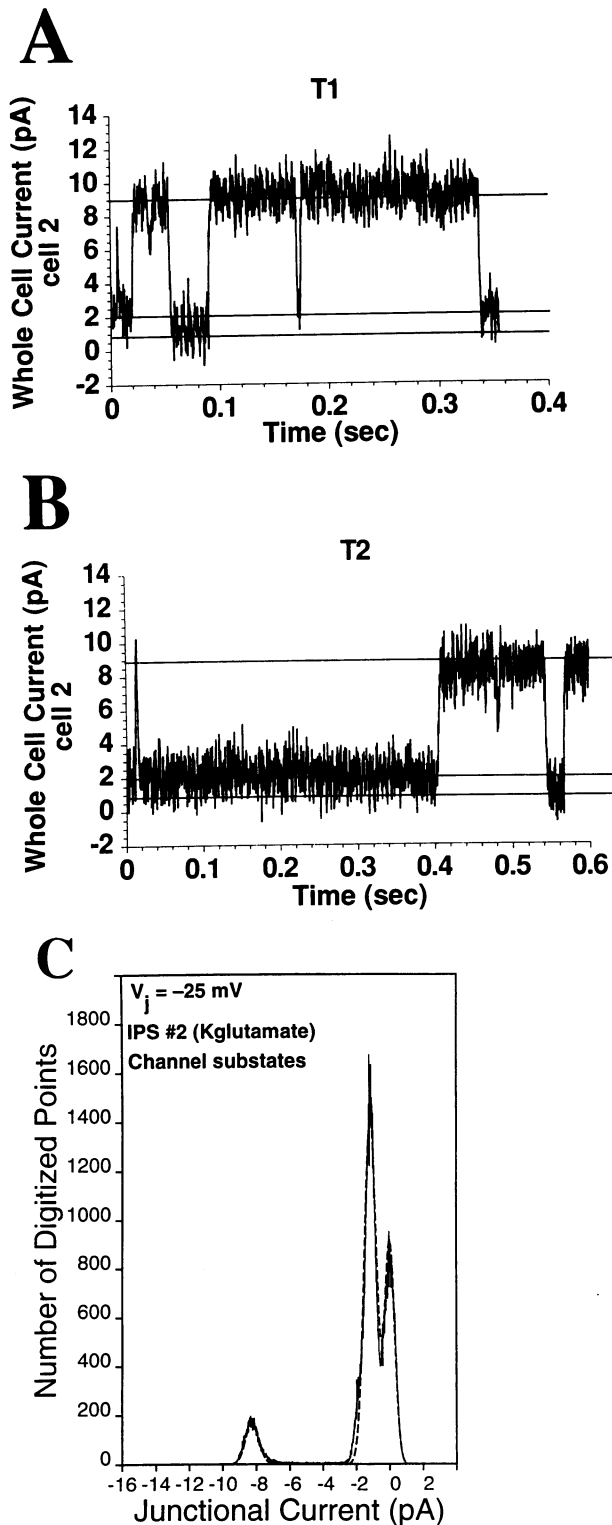 A
T1
Whole Cell Current (pA)
cell 2
14
12
10
8
6
4
2
0
-2
0 0.1 0.2 0.3 0.4
Time (sec)
B
T2
Whole Cell Current (pA)
cell 2
14
12
10
8
6
4
2
0
-2
0 0.1 0.2 0.3 0.4 0.5 0.6
Time (sec)
C
Vj = –25 mV
IPS #2 (Kglutamate)
Channel substates
Number of Digitized Points
1800
1600
1400
1200
1000
800
600
400
200
0
-16 -14 -12 -10 -8 -6 -4 -2 0 2
Junctional Current (pA)